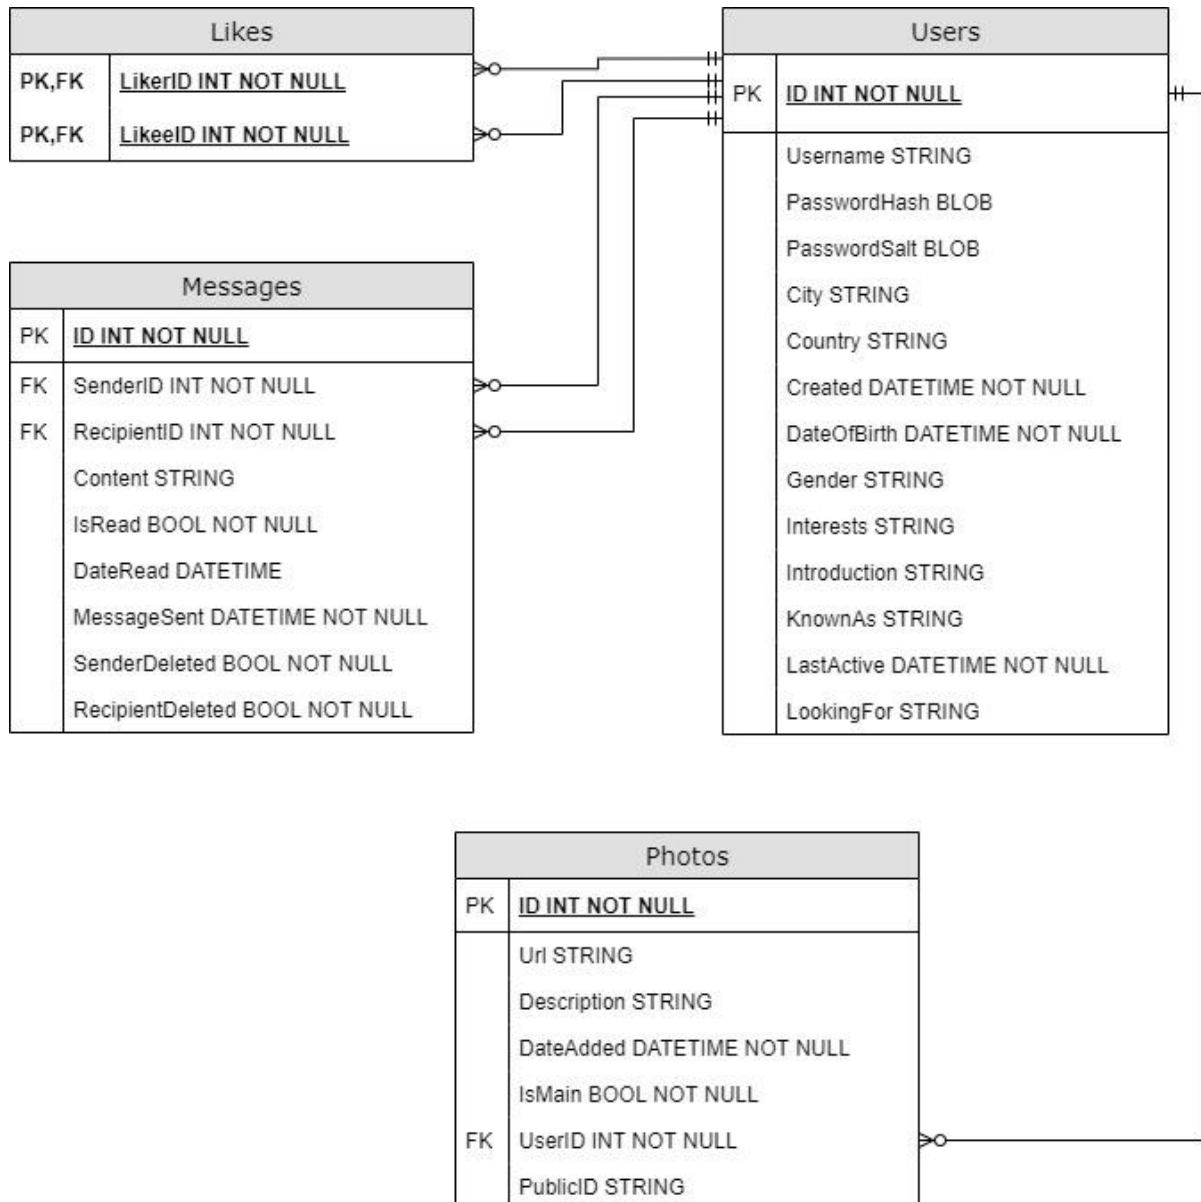 Likes
PK,FK LikerID INT NOT NULL
PK,FK LikeeID INT NOT NULL
Users
PK ID INT NOT NULL
Username STRING
PasswordHash BLOB
PasswordSalt BLOB
City STRING
Country STRING
Created DATETIME NOT NULL
DateOfBirth DATETIME NOT NULL
Gender STRING
Interests STRING
Introduction STRING
KnownAs STRING
LastActive DATETIME NOT NULL
LookingFor STRING
Messages
PK ID INT NOT NULL
FK SenderID INT NOT NULL
FK RecipientID INT NOT NULL
Content STRING
IsRead BOOL NOT NULL
DateRead DATETIME
MessageSent DATETIME NOT NULL
SenderDeleted BOOL NOT NULL
RecipientDeleted BOOL NOT NULL
Photos
PK ID INT NOT NULL
Url STRING
Description STRING
DateAdded DATETIME NOT NULL
IsMain BOOL NOT NULL
FK UserID INT NOT NULL
PublicID STRING